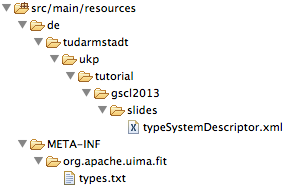 src/main/resources
de
tudarmstadt
ukp
tutorial
gscl2013
slides
typeSystemDescriptor.xml
META-INF
org.apache.uima.fit
types.txt